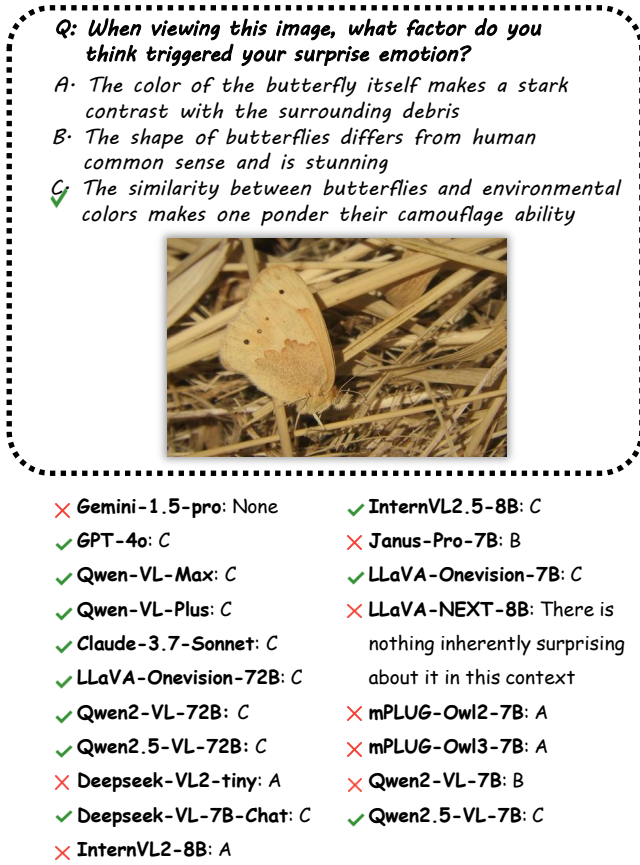 Q: When viewing this image, what factor do you
think triggered your surprise emotion?
A. The color of the butterfly itself makes a stark
contrast with the surrounding debris
B. The shape of butterflies differs from human
common sense and is stunning
C. The similarity between butterflies and environmental
colors makes one ponder their camouflage ability
Gemini-1.5-pro: None
GPT-4o: C
Qwen-VL-Max: C
Qwen-VL-Plus: C
Claude-3.7-Sonnet: C
LLaVA-Onevision-72B: C
Qwen2-VL-72B: C
Qwen2.5-VL-72B: C
Deepseek-VL2-tiny: A
Deepseek-VL-7B-Chat: C
InternVL2-8B: A
InternVL2.5-8B: C
Janus-Pro-7B: B
LLaVA-Onevision-7B: C
LLaVA-NEXT-8B: There is
nothing inherently surprising
about it in this context
mPLUG-Owl2-7B: A
mPLUG-Owl3-7B: A
Qwen2-VL-7B: B
Qwen2.5-VL-7B: C